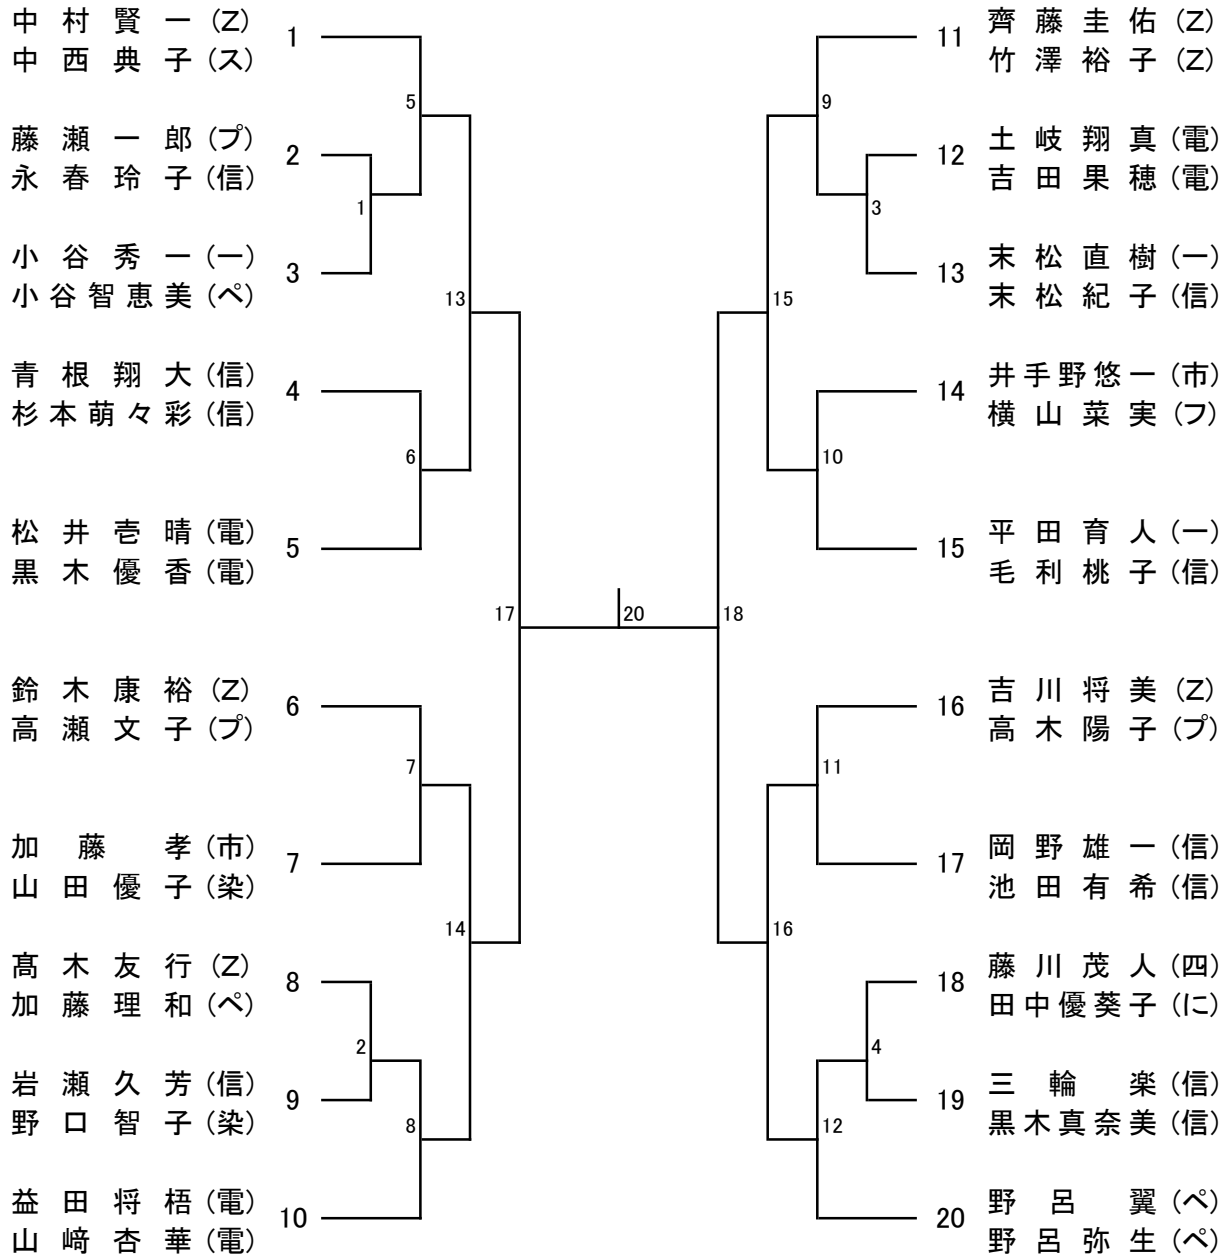 中村賢一(Z)
1
中西典子(ス)
藤瀬一郎(プ)
2
永春玲子(信)
小谷秀一(一)
3
小谷智恵美(ペ)
青根翔大(信)
4
杉本萌々彩(信)
松井壱晴(電)
5
黒木優香(電)
鈴木康裕(Z)
6
高瀬文子(プ)
加藤孝(市)
7
山田優子(染)
髙木友行(Z)
8
加藤理和(ペ)
岩瀬久芳(信)
9
野口智子(染)
益田将梧(電)
10
山﨑杏華(電)
5
1
13
6
17
7
14
2
8
20
18
9
3
15
10
11
16
4
12
11
齊藤圭佑(Z)
竹澤裕子(Z)
12
土岐翔真(電)
吉田果穂(電)
13
末松直樹(一)
末松紀子(信)
14
井手野悠一(市)
横山菜実(フ)
15
平田育人(一)
毛利桃子(信)
16
吉川将美(Z)
高木陽子(プ)
17
岡野雄一(信)
池田有希(信)
18
藤川茂人(四)
田中優葵子(に)
19
三輪楽(信)
黒木真奈美(信)
20
野呂翼(ペ)
野呂弥生(ペ)